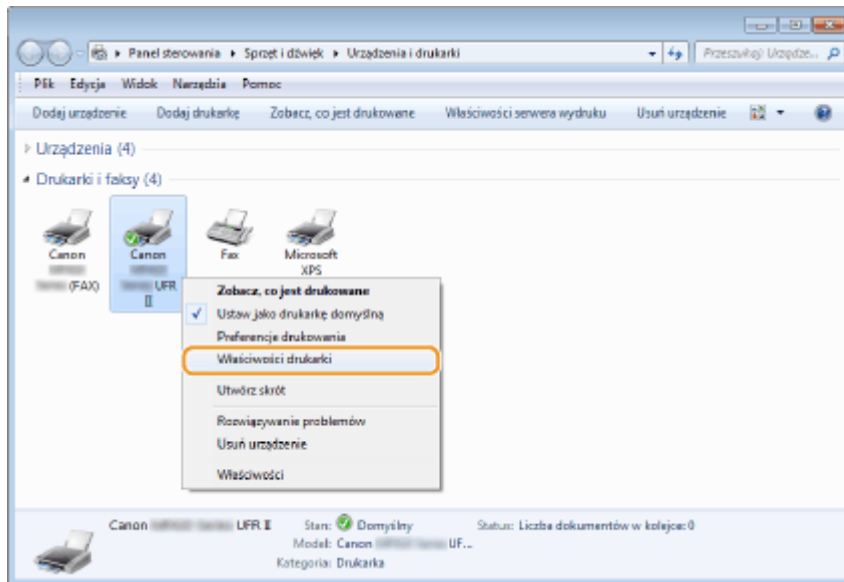 Panel sterowania ▸ Sprzęt i dźwięk ▸ Urządzenia i drukarki
Przeszukaj: Urządze...
Plik Edycja Widok Narzędzia Pomoc
Dodaj urządzenie Dodaj drukarkę Zobacz, co jest drukowane Właściwości serwera wydruku Usuń urządzenie
Urządzenia (4)
Drukarki i faksy (4)
Canon
(FAX)
Canon
UFR
II
Fax
Microsoft
XPS
Zobacz, co jest drukowane
Ustaw jako drukarkę domyślną
Preferencje drukowania
Właściwości drukarki
Utwórz skrót
Rozwiązywanie problemów
Usuń urządzenie
Właściwości
Canon UFR II Stan: Domyślny Status: Liczba dokumentów w kolejce: 0
Model: Canon UF...
Kategoria: Drukarka